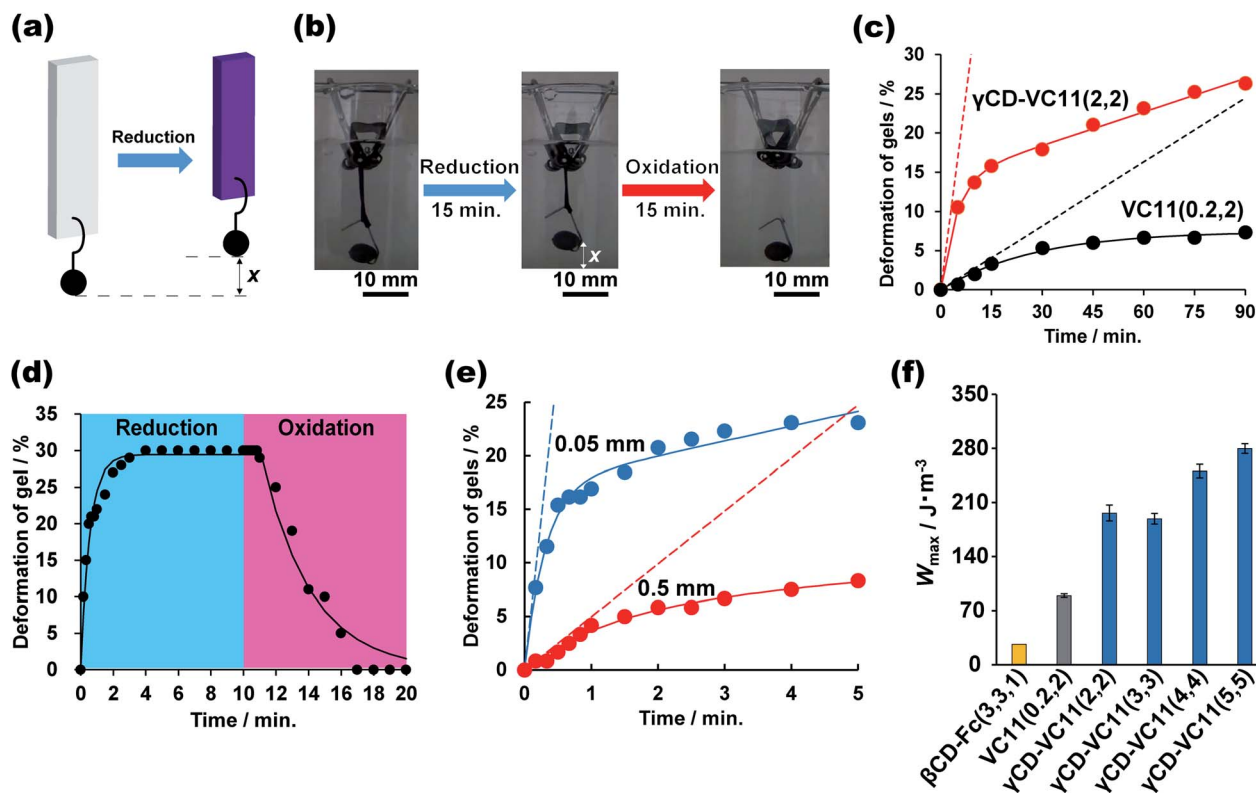 (a)
Reduction
x
(b)
Reduction
15 min.
Oxidation
15 min.
x
10 mm
10 mm
10 mm
(c)
Deformation of gels / %
30
25
20
15
10
5
0
γCD-VC11(2,2)
VC11(0.2,2)
0 15 30 45 60 75 90
Time / min.
(d)
Deformation of gel / %
35
30
25
20
15
10
5
0
Reduction
Oxidation
0 2 4 6 8 10 12 14 16 18 20
Time / min.
(e)
Deformation of gels / %
25
20
15
10
5
0
0.05 mm
0.5 mm
0 1 2 3 4 5
Time / min.
(f)
Wmax / J·m-3
350
280
210
140
70
0
βCD-Fc(3,3,1)
VC11(0.2,2)
γCD-VC11(2,2)
γCD-VC11(3,3)
γCD-VC11(4,4)
γCD-VC11(5,5)